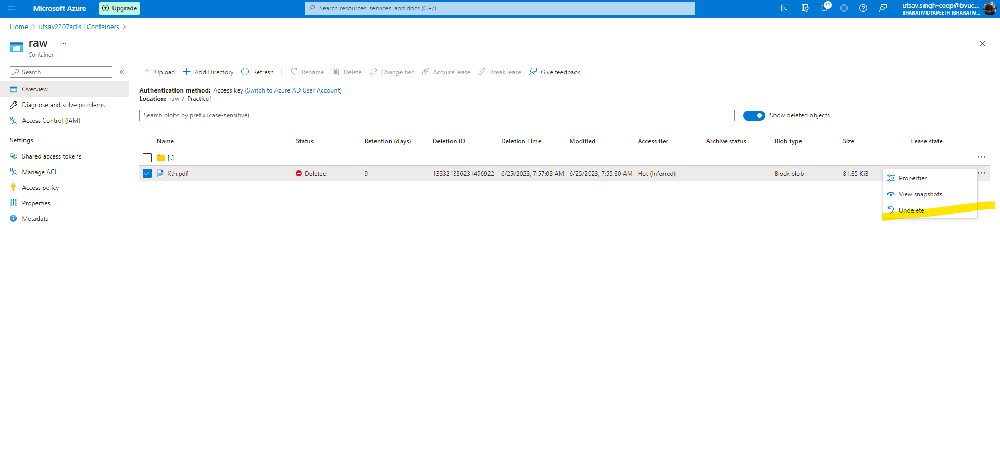 Microsoft Azure
Upgrade
Search resources, services, and docs (G+/)
11
utsav.singh-coep@bvuc...
BHARATIVIDYAPEETH (BHARATIV...
Home > utsav2207adls | Containers >
raw ...
Container
Search
«
Upload
Add Directory
Refresh
Rename
Delete
Change tier
Acquire lease
Break lease
Give feedback
Overview
Diagnose and solve problems
Access Control (IAM)
Settings
Shared access tokens
Manage ACL
Access policy
Properties
Metadata
Authentication method: Access key (Switch to Azure AD User Account)
Location: raw / Practice1
Search blobs by prefix (case-sensitive)
Show deleted objects
Name Status Retention (days) Deletion ID Deletion Time Modified Access tier Archive status Blob type Size Lease state
[..]
Xth.pdf Deleted 9 133321336231496922 6/25/2023, 7:57:03 AM 6/25/2023, 7:55:30 AM Hot (Inferred) Block blob 81.85 KiB
Properties
View snapshots
Undelete